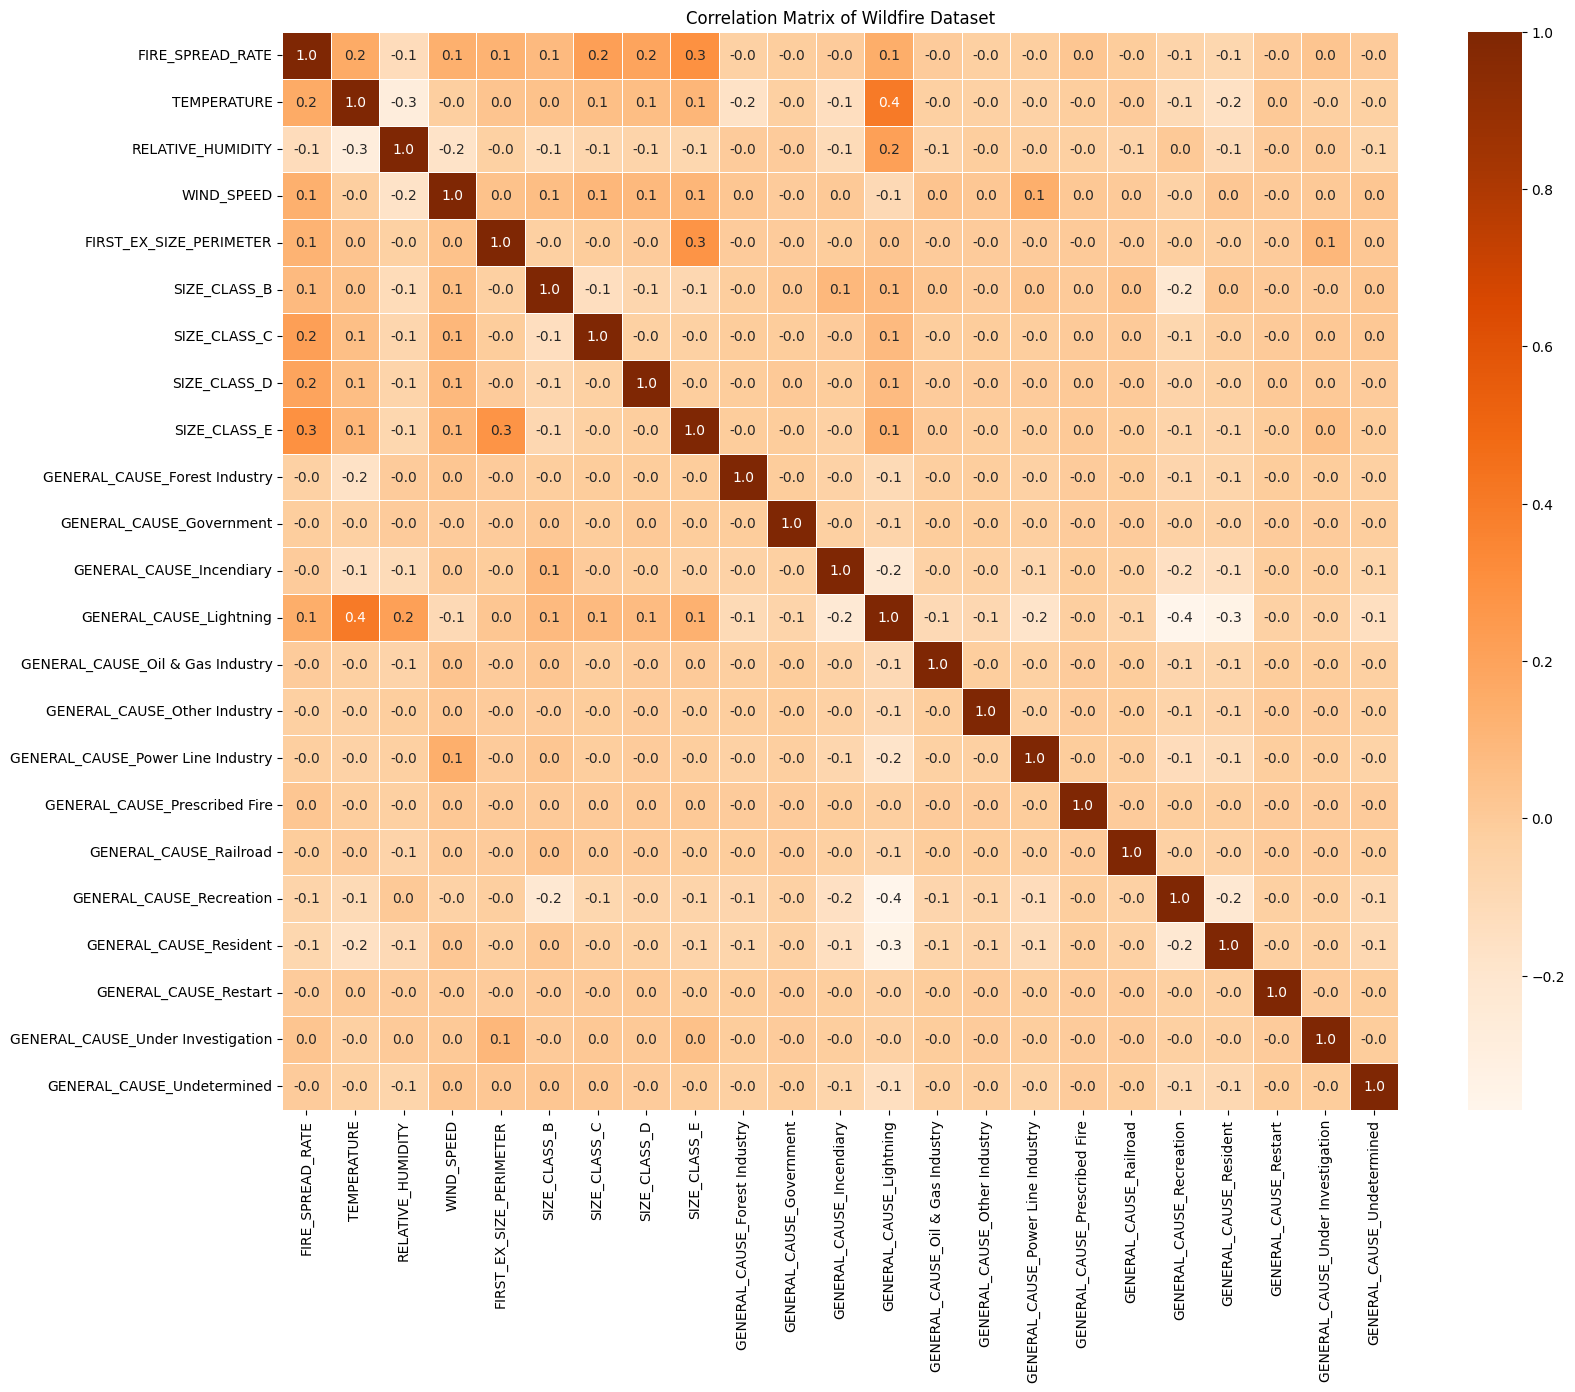 Correlation Matrix of Wildfire Dataset
FIRE_SPREAD_RATE 1.0 0.2 -0.1 0.1 0.1 0.1 0.2 0.2 0.3 -0.0 -0.0 -0.0 0.1 -0.0 -0.0 -0.0 0.0 -0.0 -0.1 -0.1 -0.0 0.0 -0.0
TEMPERATURE 0.2 1.0 -0.3 -0.0 0.0 0.0 0.1 0.1 0.1 -0.2 -0.0 -0.1 0.4 -0.0 -0.0 -0.0 -0.0 -0.0 -0.1 -0.2 0.0 -0.0 -0.0
RELATIVE_HUMIDITY -0.1 -0.3 1.0 -0.2 -0.0 -0.1 -0.1 -0.1 -0.1 -0.0 -0.0 -0.1 0.2 -0.1 -0.0 -0.0 -0.0 -0.1 0.0 -0.1 -0.0 0.0 -0.1
WIND_SPEED 0.1 -0.0 -0.2 1.0 0.0 0.1 0.1 0.1 0.1 0.0 -0.0 0.0 -0.1 0.0 0.0 0.1 0.0 0.0 -0.0 0.0 -0.0 0.0 0.0
FIRST_EX_SIZE_PERIMETER 0.1 0.0 -0.0 0.0 1.0 -0.0 -0.0 -0.0 0.3 -0.0 -0.0 -0.0 0.0 -0.0 -0.0 -0.0 -0.0 -0.0 -0.0 -0.0 -0.0 0.1 0.0
SIZE_CLASS_B 0.1 0.0 -0.1 0.1 -0.0 1.0 -0.1 -0.1 -0.1 -0.0 0.0 0.1 0.1 0.0 -0.0 0.0 0.0 0.0 -0.2 0.0 -0.0 -0.0 0.0
SIZE_CLASS_C 0.2 0.1 -0.1 0.1 -0.0 -0.1 1.0 -0.0 -0.0 -0.0 -0.0 -0.0 0.1 -0.0 -0.0 -0.0 0.0 0.0 -0.1 -0.0 -0.0 0.0 0.0
SIZE_CLASS_D 0.2 0.1 -0.1 0.1 -0.0 -0.1 -0.0 1.0 -0.0 -0.0 0.0 -0.0 0.1 -0.0 -0.0 -0.0 0.0 -0.0 -0.0 -0.0 0.0 0.0 -0.0
SIZE_CLASS_E 0.3 0.1 -0.1 0.1 0.3 -0.1 -0.0 -0.0 1.0 -0.0 -0.0 -0.0 0.1 0.0 -0.0 -0.0 0.0 -0.0 -0.1 -0.1 -0.0 0.0 -0.0
GENERAL_CAUSE_Forest Industry -0.0 -0.2 -0.0 0.0 -0.0 -0.0 -0.0 -0.0 -0.0 1.0 -0.0 -0.0 -0.1 -0.0 -0.0 -0.0 -0.0 -0.0 -0.1 -0.1 -0.0 -0.0 -0.0
GENERAL_CAUSE_Government -0.0 -0.0 -0.0 -0.0 -0.0 0.0 -0.0 0.0 -0.0 -0.0 1.0 -0.0 -0.1 -0.0 -0.0 -0.0 -0.0 -0.0 -0.0 -0.0 -0.0 -0.0 -0.0
GENERAL_CAUSE_Incendiary -0.0 -0.1 -0.1 0.0 -0.0 0.1 -0.0 -0.0 -0.0 -0.0 -0.0 1.0 -0.2 -0.0 -0.0 -0.1 -0.0 -0.0 -0.2 -0.1 -0.0 -0.0 -0.1
GENERAL_CAUSE_Lightning 0.1 0.4 0.2 -0.1 0.0 0.1 0.1 0.1 0.1 -0.1 -0.1 -0.2 1.0 -0.1 -0.1 -0.2 -0.0 -0.1 -0.4 -0.3 -0.0 -0.0 -0.1
GENERAL_CAUSE_Oil & Gas Industry -0.0 -0.0 -0.1 0.0 -0.0 0.0 -0.0 -0.0 0.0 -0.0 -0.0 -0.0 -0.1 1.0 -0.0 -0.0 -0.0 -0.0 -0.1 -0.1 -0.0 -0.0 -0.0
GENERAL_CAUSE_Other Industry -0.0 -0.0 -0.0 0.0 -0.0 -0.0 -0.0 -0.0 -0.0 -0.0 -0.0 -0.0 -0.1 -0.0 1.0 -0.0 -0.0 -0.0 -0.1 -0.1 -0.0 -0.0 -0.0
GENERAL_CAUSE_Power Line Industry -0.0 -0.0 -0.0 0.1 -0.0 0.0 -0.0 -0.0 -0.0 -0.0 -0.0 -0.1 -0.2 -0.0 -0.0 1.0 -0.0 -0.0 -0.1 -0.1 -0.0 -0.0 -0.0
GENERAL_CAUSE_Prescribed Fire 0.0 -0.0 -0.0 0.0 -0.0 0.0 0.0 0.0 0.0 -0.0 -0.0 -0.0 -0.0 -0.0 -0.0 -0.0 1.0 -0.0 -0.0 -0.0 -0.0 -0.0 -0.0
GENERAL_CAUSE_Railroad -0.0 -0.0 -0.1 0.0 -0.0 0.0 0.0 -0.0 -0.0 -0.0 -0.0 -0.0 -0.1 -0.0 -0.0 -0.0 -0.0 1.0 -0.0 -0.0 -0.0 -0.0 -0.0
GENERAL_CAUSE_Recreation -0.1 -0.1 0.0 -0.0 -0.0 -0.2 -0.1 -0.0 -0.1 -0.1 -0.0 -0.2 -0.4 -0.1 -0.1 -0.1 -0.0 -0.0 1.0 -0.2 -0.0 -0.0 -0.1
GENERAL_CAUSE_Resident -0.1 -0.2 -0.1 0.0 -0.0 0.0 -0.0 -0.0 -0.1 -0.1 -0.0 -0.1 -0.3 -0.1 -0.1 -0.1 -0.0 -0.0 -0.2 1.0 -0.0 -0.0 -0.1
GENERAL_CAUSE_Restart -0.0 0.0 -0.0 -0.0 -0.0 -0.0 -0.0 0.0 -0.0 -0.0 -0.0 -0.0 -0.0 -0.0 -0.0 -0.0 -0.0 -0.0 -0.0 -0.0 1.0 -0.0 -0.0
GENERAL_CAUSE_Under Investigation 0.0 -0.0 0.0 0.0 0.1 -0.0 0.0 0.0 0.0 -0.0 -0.0 -0.0 -0.0 -0.0 -0.0 -0.0 -0.0 -0.0 -0.0 -0.0 -0.0 1.0 -0.0
GENERAL_CAUSE_Undetermined -0.0 -0.0 -0.1 0.0 0.0 0.0 0.0 -0.0 -0.0 -0.0 -0.0 -0.1 -0.1 -0.0 -0.0 -0.0 -0.0 -0.0 -0.1 -0.1 -0.0 -0.0 1.0
FIRE_SPREAD_RATE
TEMPERATURE
RELATIVE_HUMIDITY
WIND_SPEED
FIRST_EX_SIZE_PERIMETER
SIZE_CLASS_B
SIZE_CLASS_C
SIZE_CLASS_D
SIZE_CLASS_E
GENERAL_CAUSE_Forest Industry
GENERAL_CAUSE_Government
GENERAL_CAUSE_Incendiary
GENERAL_CAUSE_Lightning
GENERAL_CAUSE_Oil & Gas Industry
GENERAL_CAUSE_Other Industry
GENERAL_CAUSE_Power Line Industry
GENERAL_CAUSE_Prescribed Fire
GENERAL_CAUSE_Railroad
GENERAL_CAUSE_Recreation
GENERAL_CAUSE_Resident
GENERAL_CAUSE_Restart
GENERAL_CAUSE_Under Investigation
GENERAL_CAUSE_Undetermined
1.0
0.8
0.6
0.4
0.2
0.0
−0.2